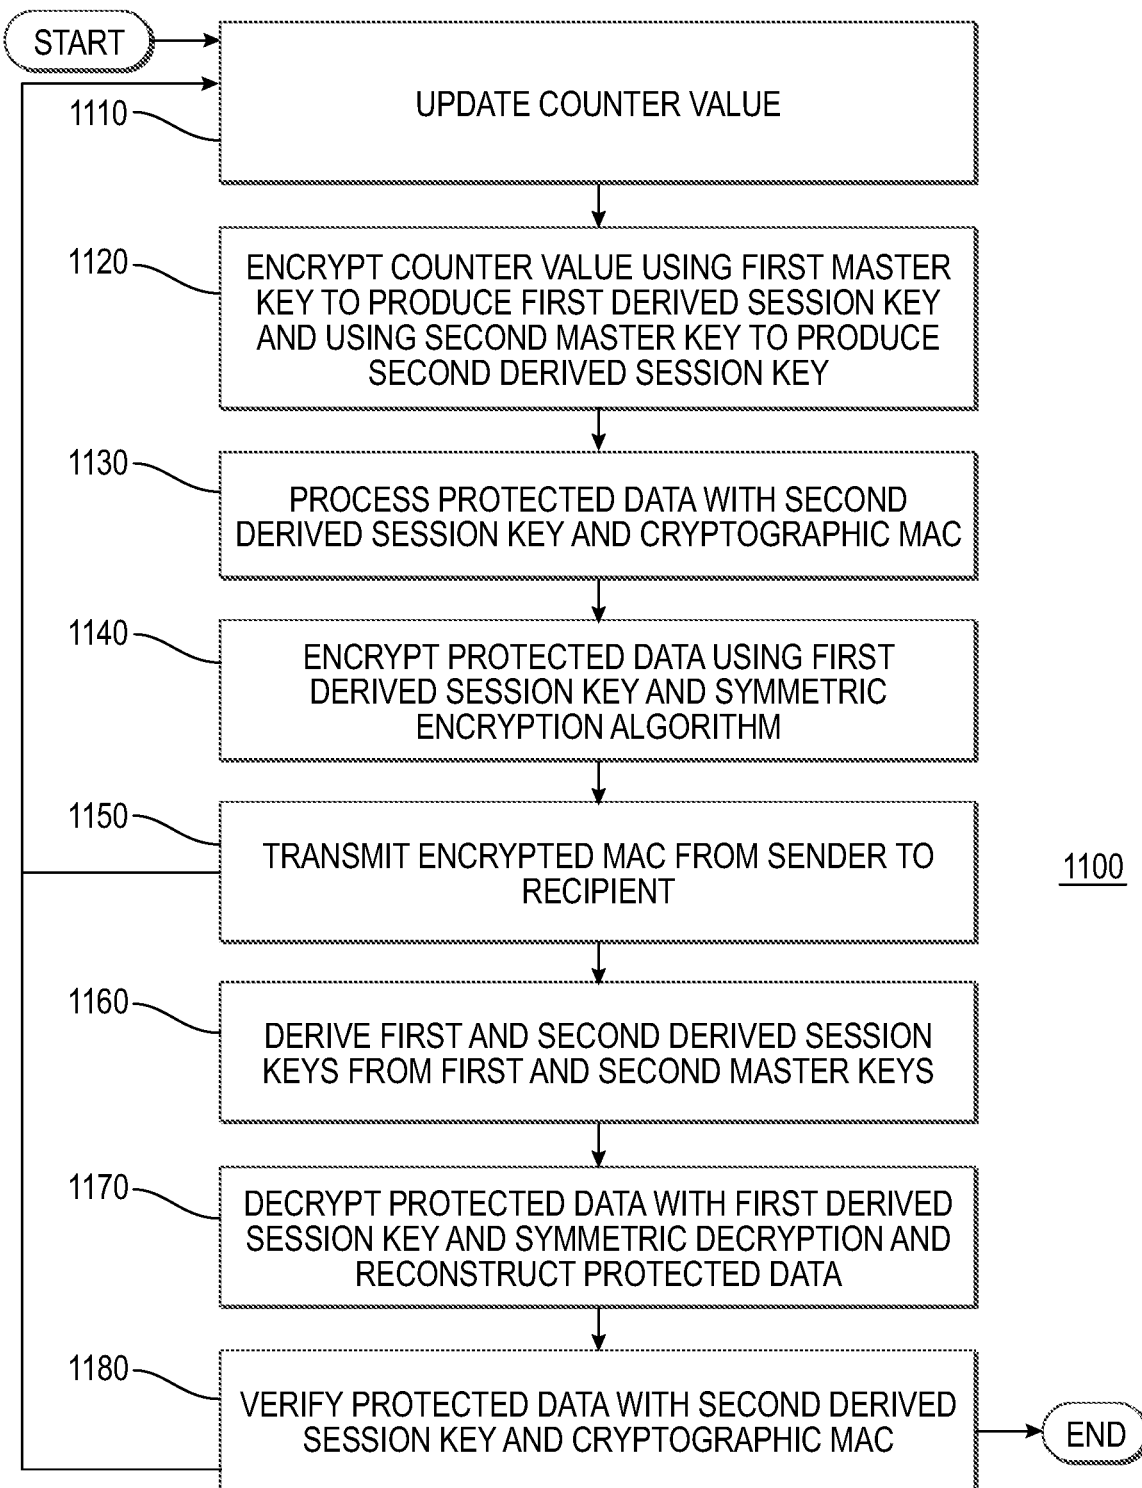 START
UPDATE COUNTER VALUE
1110
1120
ENCRYPT COUNTER VALUE USING FIRST MASTER
KEY TO PRODUCE FIRST DERIVED SESSION KEY
AND USING SECOND MASTER KEY TO PRODUCE
SECOND DERIVED SESSION KEY
1130
PROCESS PROTECTED DATA WITH SECOND
DERIVED SESSION KEY AND CRYPTOGRAPHIC MAC
1140
ENCRYPT PROTECTED DATA USING FIRST
DERIVED SESSION KEY AND SYMMETRIC
ENCRYPTION ALGORITHM
1150
TRANSMIT ENCRYPTED MAC FROM SENDER TO
RECIPIENT
1100
1160
DERIVE FIRST AND SECOND DERIVED SESSION
KEYS FROM FIRST AND SECOND MASTER KEYS
1170
DECRYPT PROTECTED DATA WITH FIRST DERIVED
SESSION KEY AND SYMMETRIC DECRYPTION AND
RECONSTRUCT PROTECTED DATA
1180
VERIFY PROTECTED DATA WITH SECOND DERIVED
SESSION KEY AND CRYPTOGRAPHIC MAC
END